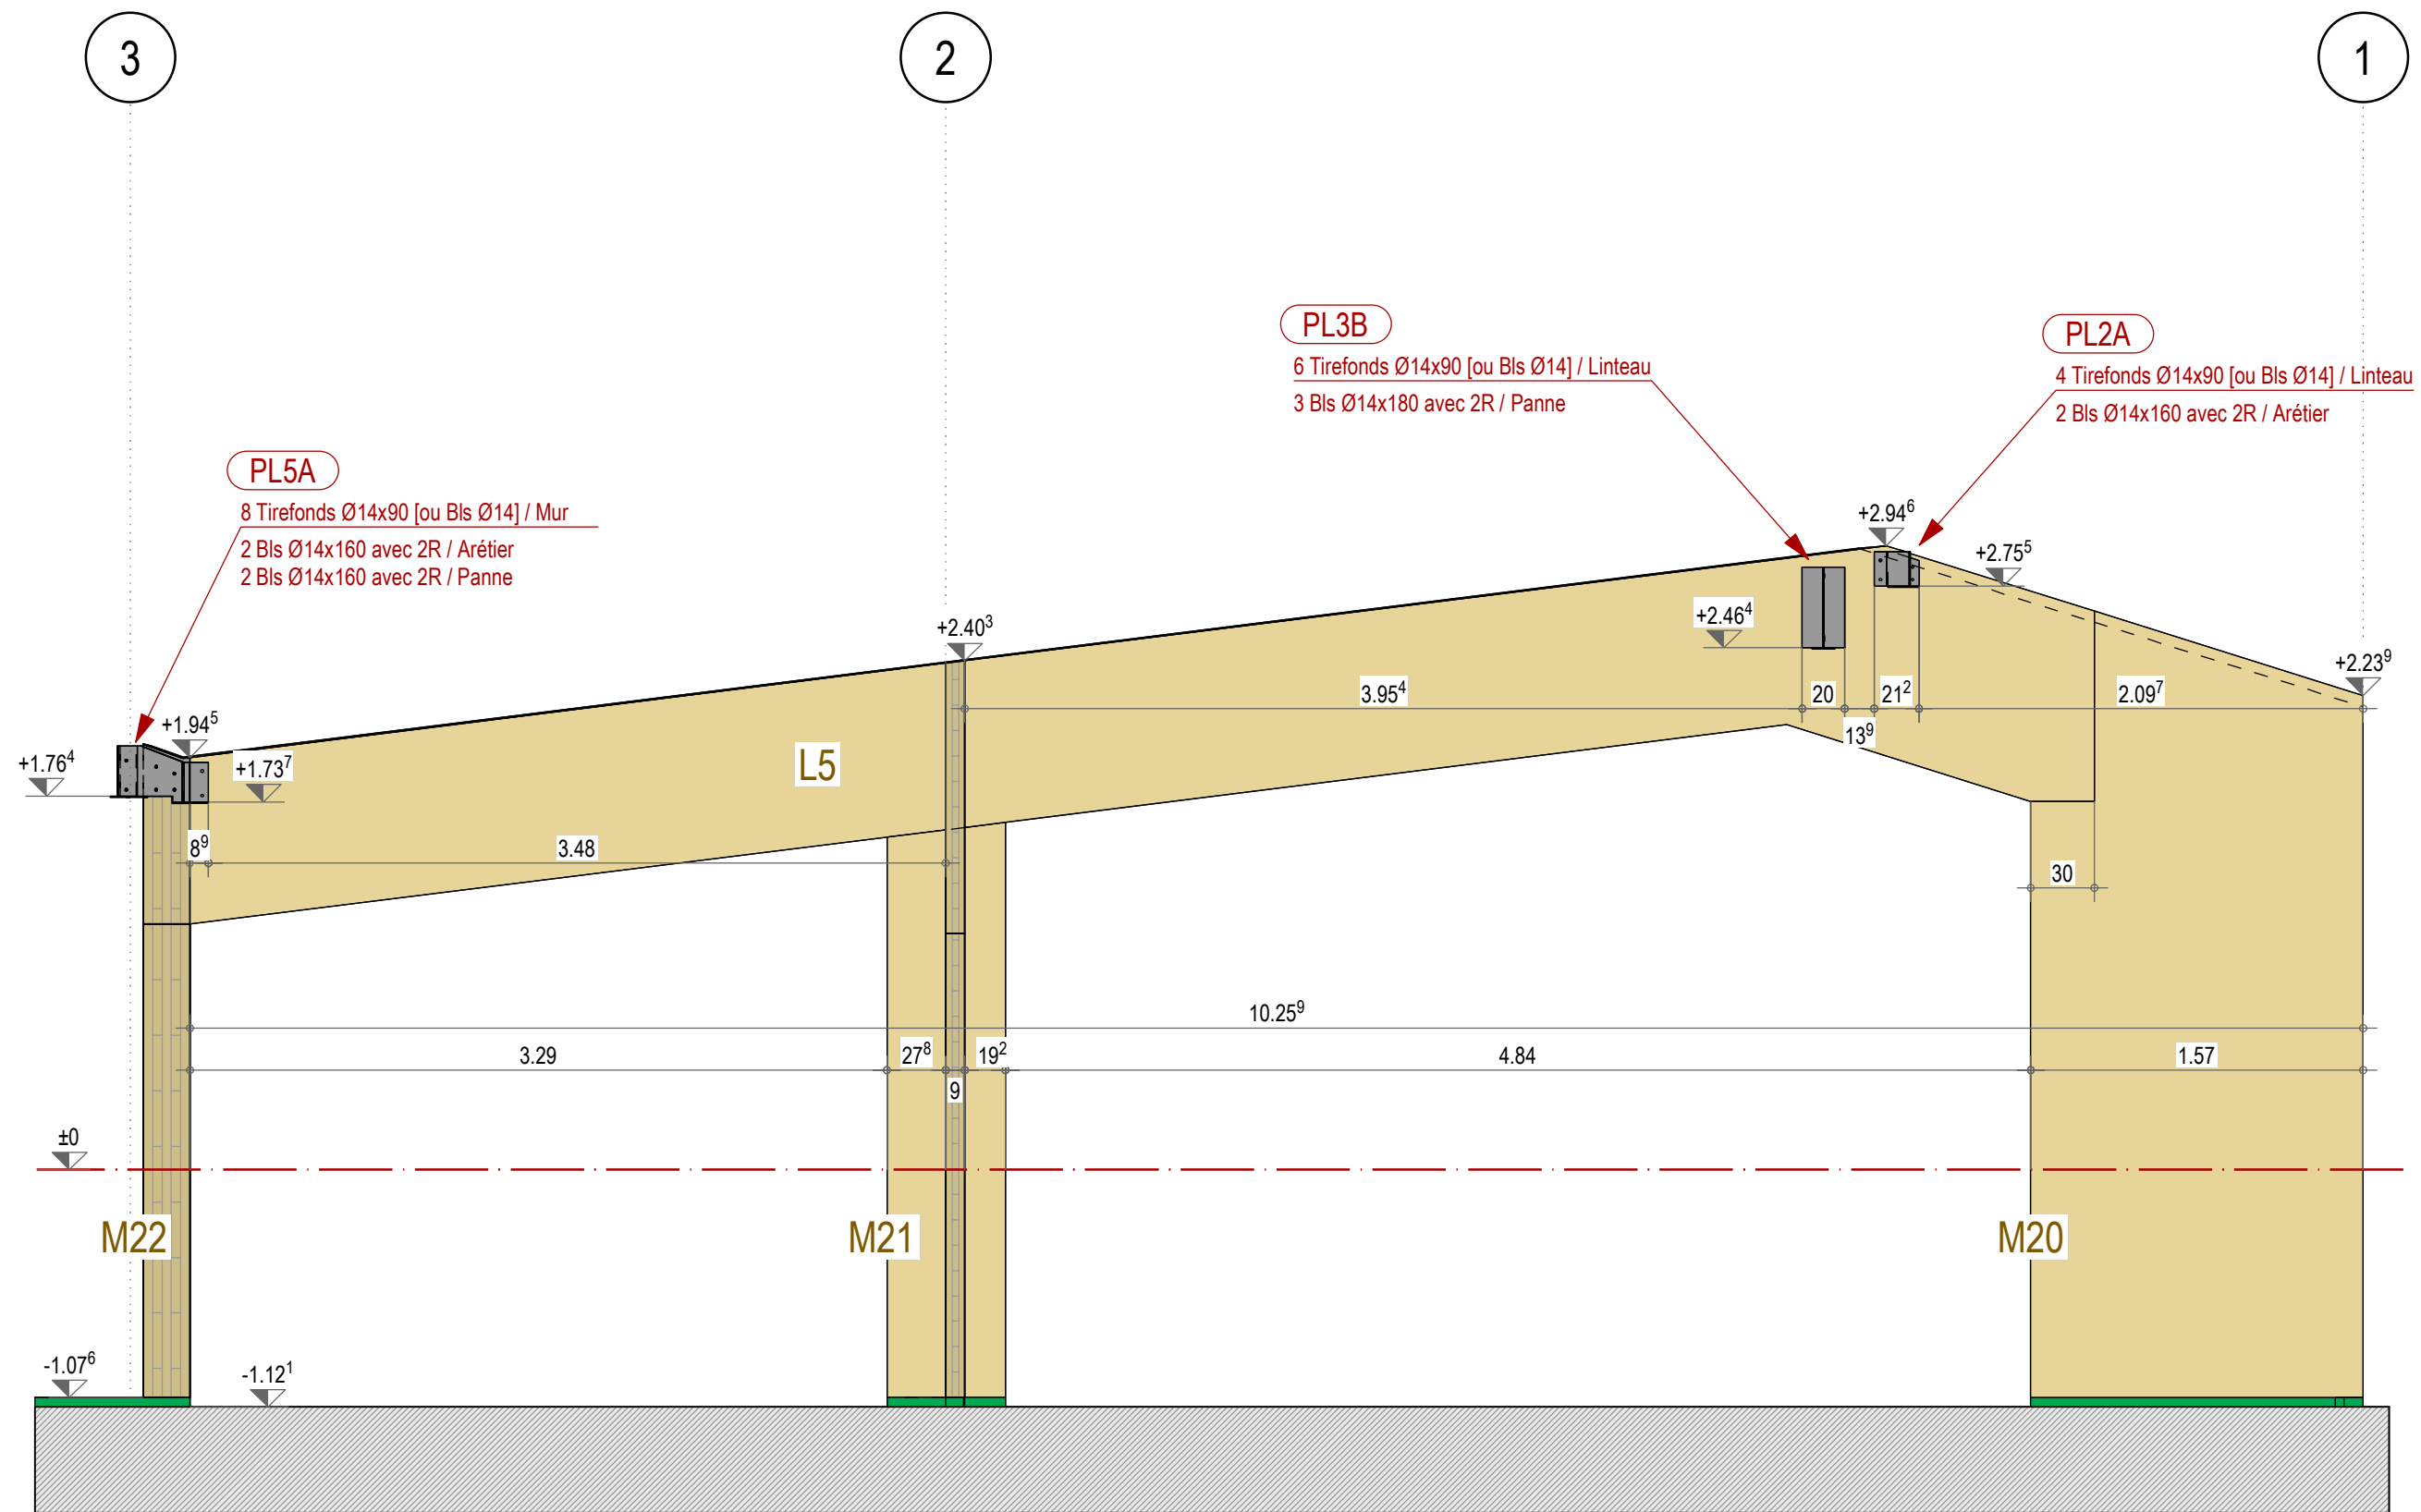 3
2
1
PL3B
6 Tirefonds Ø14x90 [ou Bls Ø14] / Linteau
3 Bls Ø14x180 avec 2R / Panne
PL2A
4 Tirefonds Ø14x90 [ou Bls Ø14] / Linteau
2 Bls Ø14x160 avec 2R / Arétier
PL5A
8 Tirefonds Ø14x90 [ou Bls Ø14] / Mur
2 Bls Ø14x160 avec 2R / Arétier
2 Bls Ø14x160 avec 2R / Panne
+2.94⁶
+2.75⁵
+2.46⁴
+2.40³
+2.23⁹
3.95⁴
20
21²
2.09⁷
13⁹
+1.94⁵
+1.76⁴
+1.73⁷
L5
8⁹
3.48
30
10.25⁹
3.29
27⁸
19²
4.84
1.57
9
±0
M22
M21
M20
-1.07⁶
-1.12¹